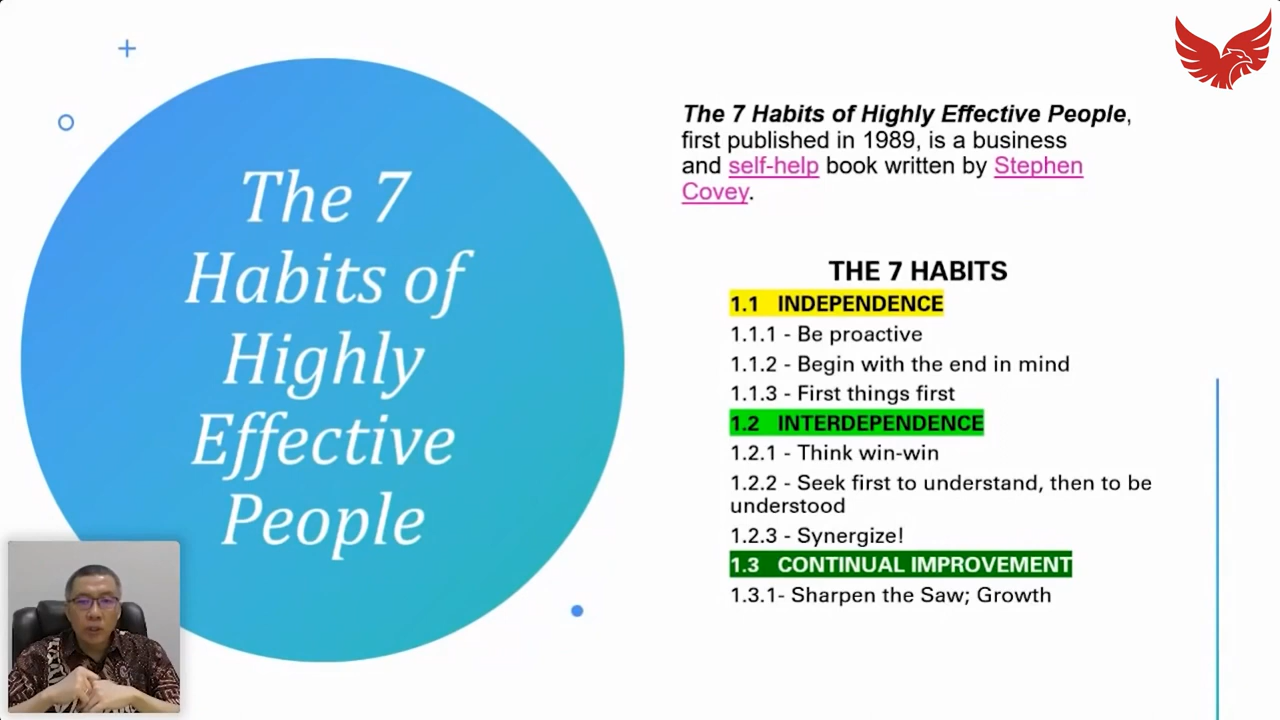 The 7
Habits of
Highly
Effective
People
The 7 Habits of Highly Effective People,
first published in 1989, is a business
and self-help book written by Stephen
Covey.
THE 7 HABITS
1.1 INDEPENDENCE
1.1.1 - Be proactive
1.1.2 - Begin with the end in mind
1.1.3 - First things first
1.2 INTERDEPENDENCE
1.2.1 - Think win-win
1.2.2 - Seek first to understand, then to be
understood
1.2.3 - Synergize!
1.3 CONTINUAL IMPROVEMENT
1.3.1- Sharpen the Saw; Growth